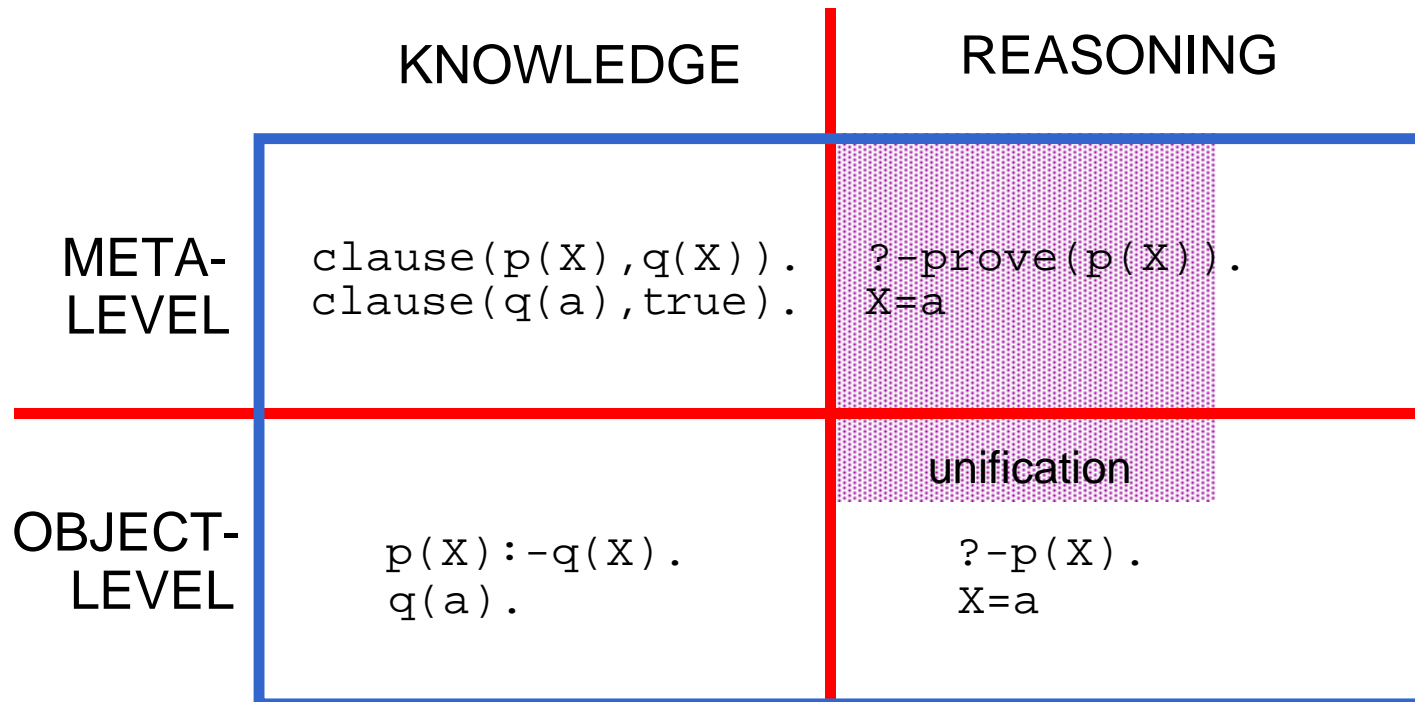 KNOWLEDGE
REASONING
META-
LEVEL
clause(p(X),q(X)).
clause(q(a),true).
?-prove(p(X)).
X=a
unification
OBJECT-
LEVEL
p(X):-q(X).
q(a).
?-p(X).
X=a